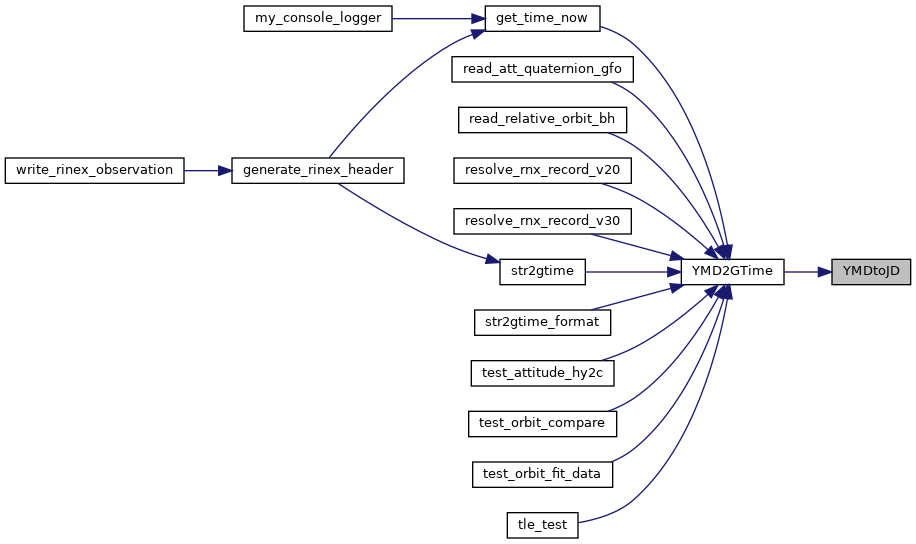 my_console_logger
get_time_now
read_att_quaternion_gfo
read_relative_orbit_bh
write_rinex_observation
generate_rinex_header
resolve_rnx_record_v20
resolve_rnx_record_v30
str2gtime
YMD2GTime
YMDtoJD
str2gtime_format
test_attitude_hy2c
test_orbit_compare
test_orbit_fit_data
tle_test